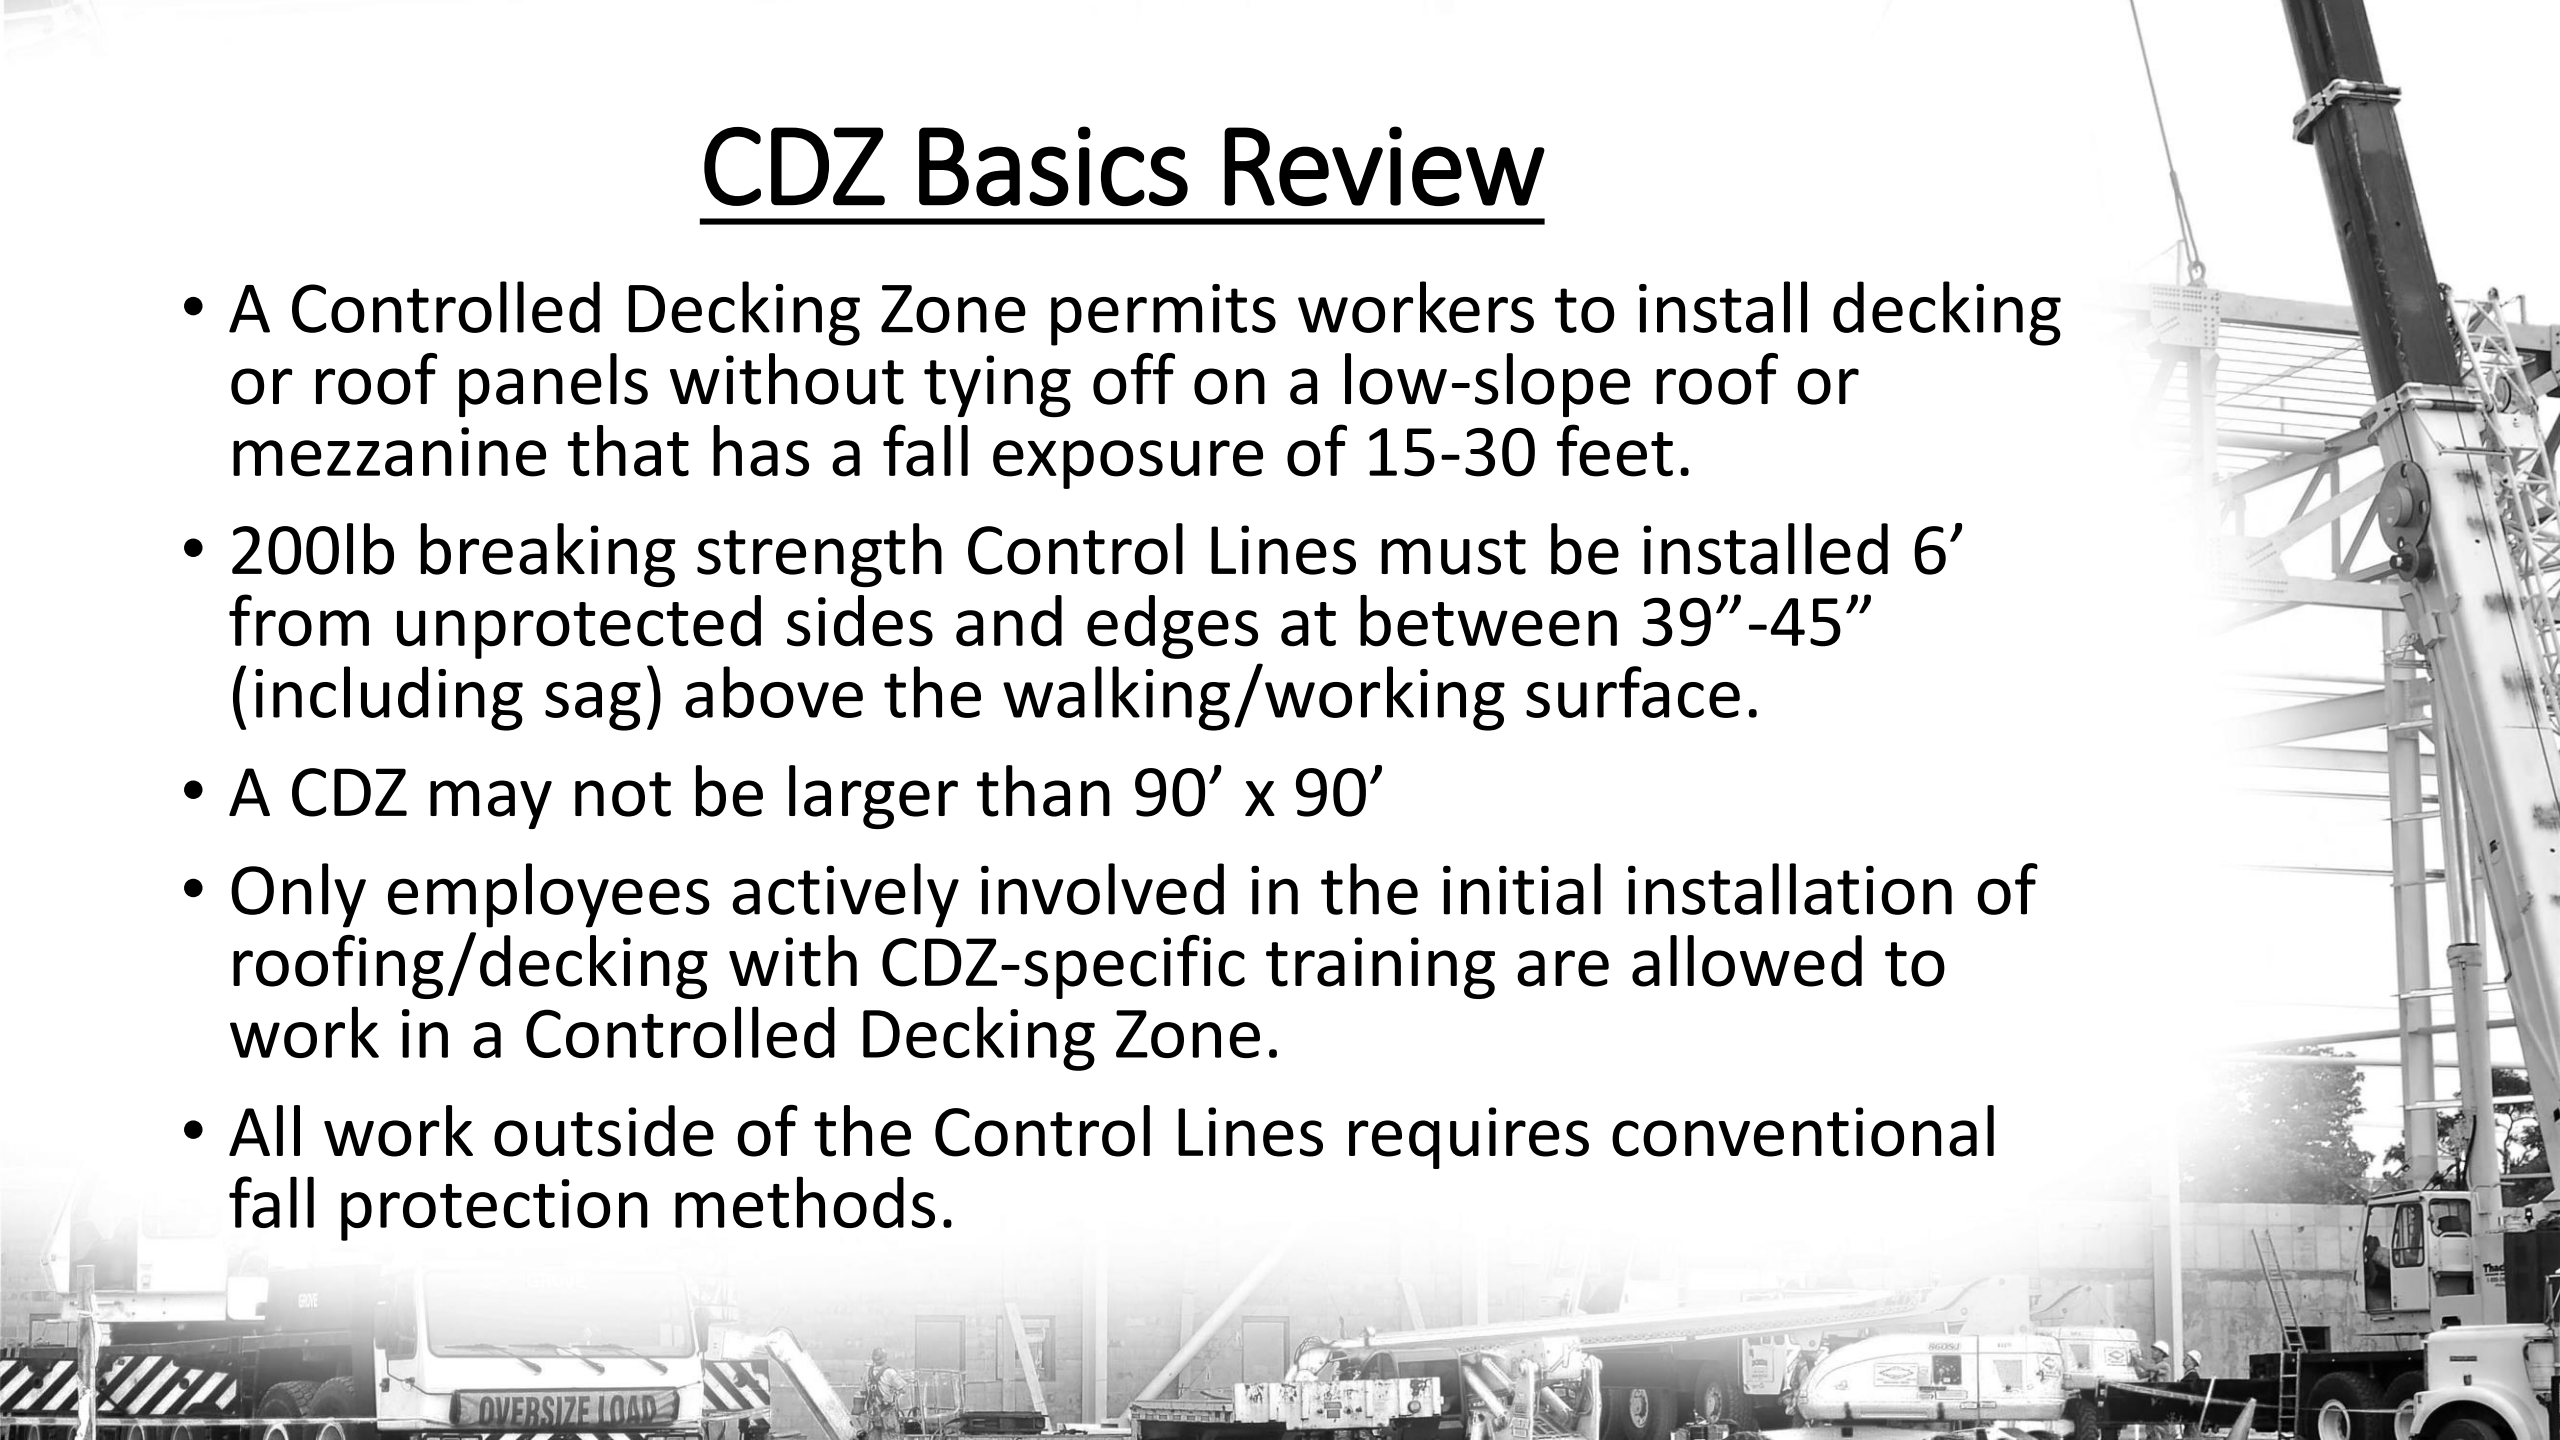 CDZ Basics Review
• A Controlled Decking Zone permits workers to install decking
or roof panels without tying off on a low-slope roof or
mezzanine that has a fall exposure of 15-30 feet.
• 200lb breaking strength Control Lines must be installed 6’
from unprotected sides and edges at between 39”-45”
(including sag) above the walking/working surface.
• A CDZ may not be larger than 90’ x 90’
• Only employees actively involved in the initial installation of
roofing/decking with CDZ-specific training are allowed to
work in a Controlled Decking Zone.
• All work outside of the Control Lines requires conventional
fall protection methods.
GROVE
OVERSIZE LOAD